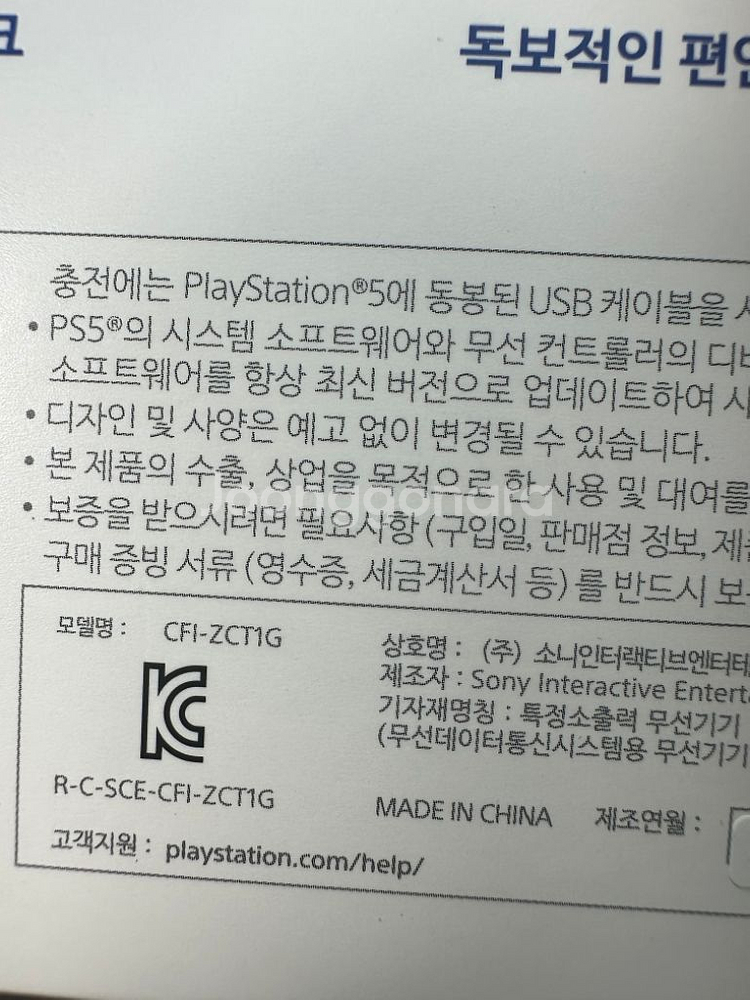 크
독보적인 편안
충전에는 PlayStation®5에 동봉된 USB 케이블을
• PS5®의 시스템 소프트웨어와 무선 컨트롤러의
소프트웨어를 항상 최신 버전으로 업데이트하여
• 디자인 및 사양은 예고 없이 변경될 수 있습니다.
• 본 제품의 수출, 상업을 목적으로 한 사용 및 대여를
• 보증을 받으시려면 필요사항 (구입일, 판매점 정보,
구매 증빙 서류 (영수증, 세금계산서 등) 를 반드시
모델명 : CFI-ZCT1G
상호명 : (주) 소니인터랙티브엔터테
제조자 : Sony Interactive Enterta
기자재명칭 : 특정소출력 무선기기
(무선데이터통신시스템용 무선기기
R-C-SCE-CFI-ZCT1G
MADE IN CHINA 제조연월 :
고객지원 : playstation.com/help/
Joonggonara